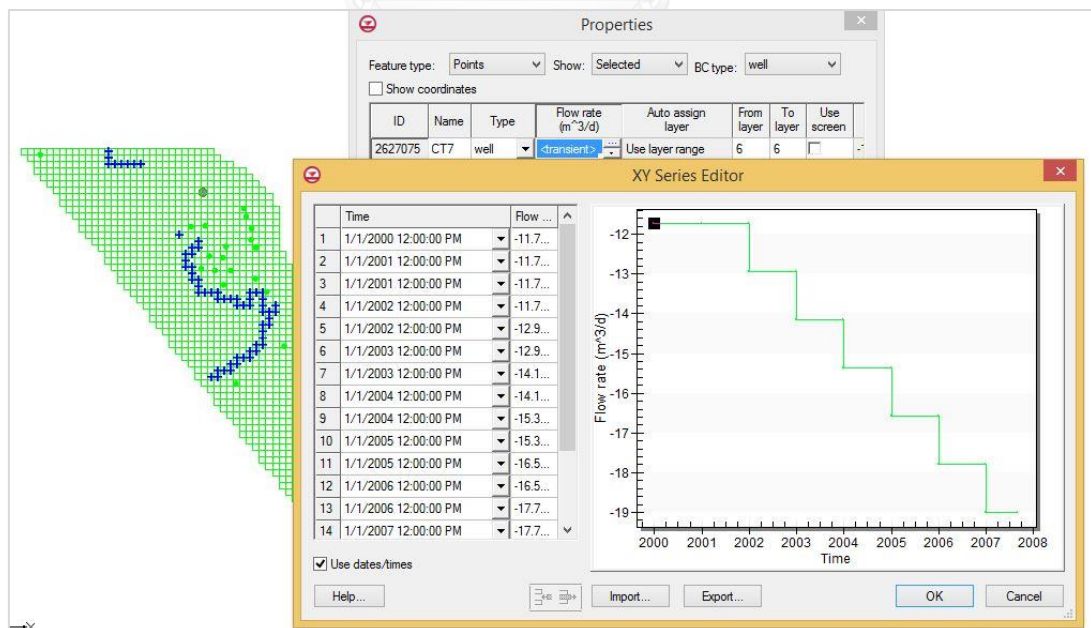 Properties
Feature type: Points Show: Selected BC type: well
Show coordinates
ID Name Type Flow rate (m^3/d) Auto assign layer From layer To layer Use screen
2627075 CT7 well <transient> ... Use layer range 6 6
XY Series Editor
Time Flow ...
1 1/1/2000 12:00:00 PM -11.7...
2 1/1/2001 12:00:00 PM -11.7...
3 1/1/2001 12:00:00 PM -11.7...
4 1/1/2002 12:00:00 PM -11.7...
5 1/1/2002 12:00:00 PM -12.9...
6 1/1/2003 12:00:00 PM -12.9...
7 1/1/2003 12:00:00 PM -14.1...
8 1/1/2004 12:00:00 PM -14.1...
9 1/1/2004 12:00:00 PM -15.3...
10 1/1/2005 12:00:00 PM -15.3...
11 1/1/2005 12:00:00 PM -16.5...
12 1/1/2006 12:00:00 PM -16.5...
13 1/1/2006 12:00:00 PM -17.7...
14 1/1/2007 12:00:00 PM -17.7...
Flow rate (m^3/d)
-12
-13
-14
-15
-16
-17
-18
-19
2000 2001 2002 2003 2004 2005 2006 2007 2008
Time
Use dates/times
Help... Import... Export... OK Cancel